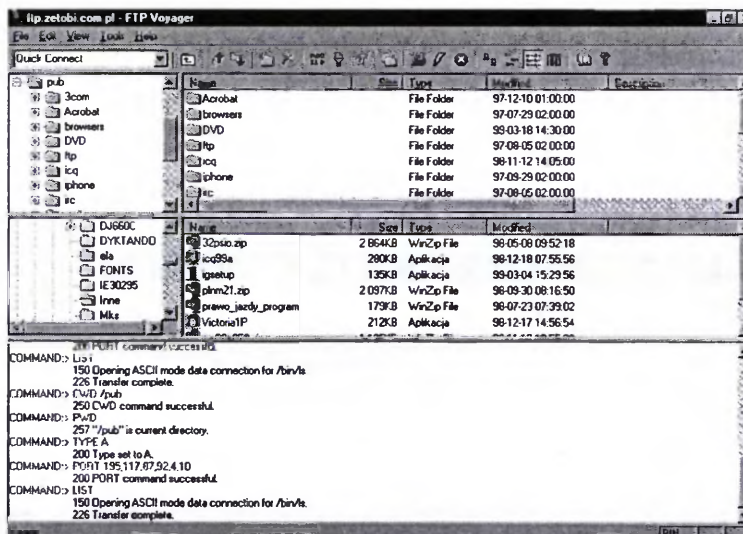 ftp.zetobi.com.pl - FTP Voyager
File Edit View Tools Help
Quick Connect
pub
3com
Acrobat
browsers
DVD
ftp
icq
iphone
irc
Name Size Type Modified Description
Acrobat File Folder 97-12-10 01:00:00
browsers File Folder 97-07-29 02:00:00
DVD File Folder 99-03-18 14:30:00
ftp File Folder 97-08-05 02:00:00
icq File Folder 98-11-12 14:05:00
iphone File Folder 97-09-29 02:00:00
irc File Folder 97-08-05 02:00:00
DJ660C
DYKTANDO
ela
FONTS
IE30295
Inne
Mks
Name Size Type Modified
32psio.zip 2 864KB WinZip File 98-05-08 09:52:18
icq99a 280KB Aplikacja 98-12-18 07:55:56
igsetup 135KB Aplikacja 99-03-04 15:29:56
plnm21.zip 2 097KB WinZip File 98-09-30 08:16:50
prawo_jazdy_program 179KB WinZip File 98-07-23 07:39:02
Victoria1P 212KB Aplikacja 98-12-17 14:56:54
200 PORT command successful.
COMMAND:> LIST
150 Opening ASCII mode data connection for /bin/ls.
226 Transfer complete.
COMMAND:> CWD /pub
250 CWD command successful.
COMMAND:> PWD
257 "/pub" is current directory.
COMMAND:> TYPE A
200 Type set to A.
COMMAND:> PORT 195,117,87,92,4,10
200 PORT command successful.
COMMAND:> LIST
150 Opening ASCII mode data connection for /bin/ls.
226 Transfer complete.